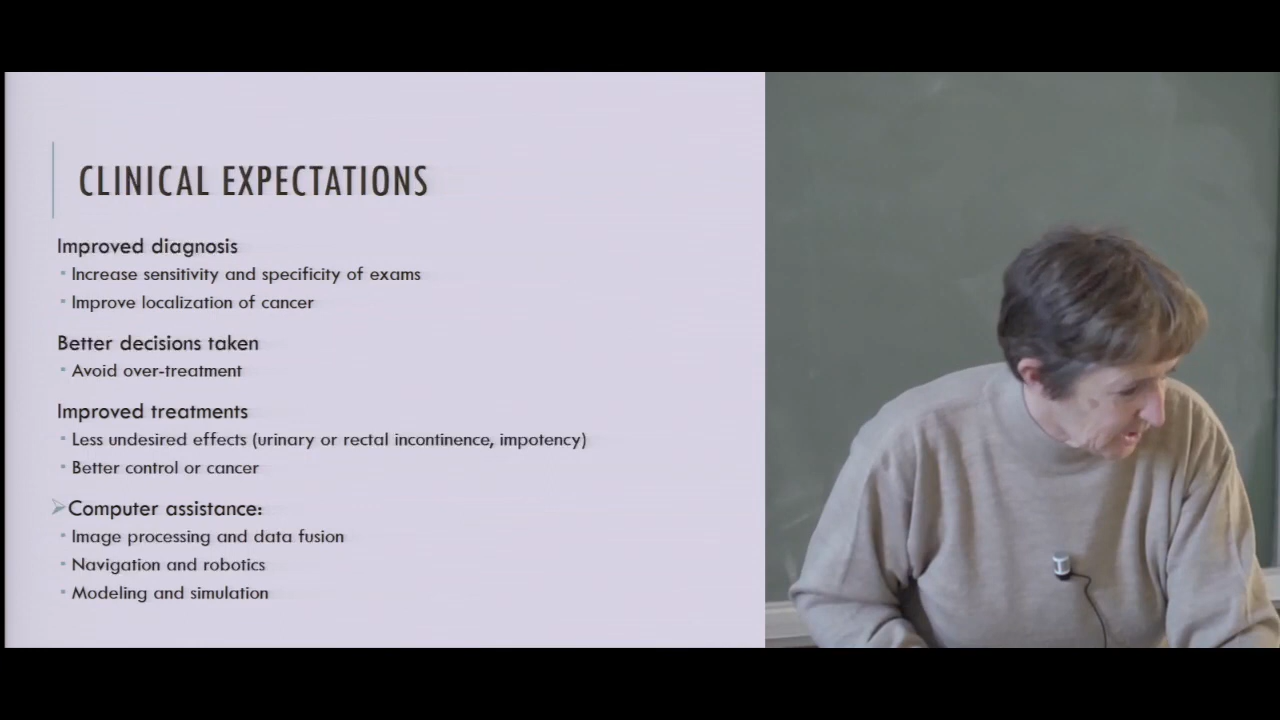 CLINICAL EXPECTATIONS
Improved diagnosis
Increase sensitivity and specificity of exams
Improve localization of cancer
Better decisions taken
Avoid over-treatment
Improved treatments
Less undesired effects (urinary or rectal incontinence, impotency)
Better control or cancer
Computer assistance:
Image processing and data fusion
Navigation and robotics
Modeling and simulation